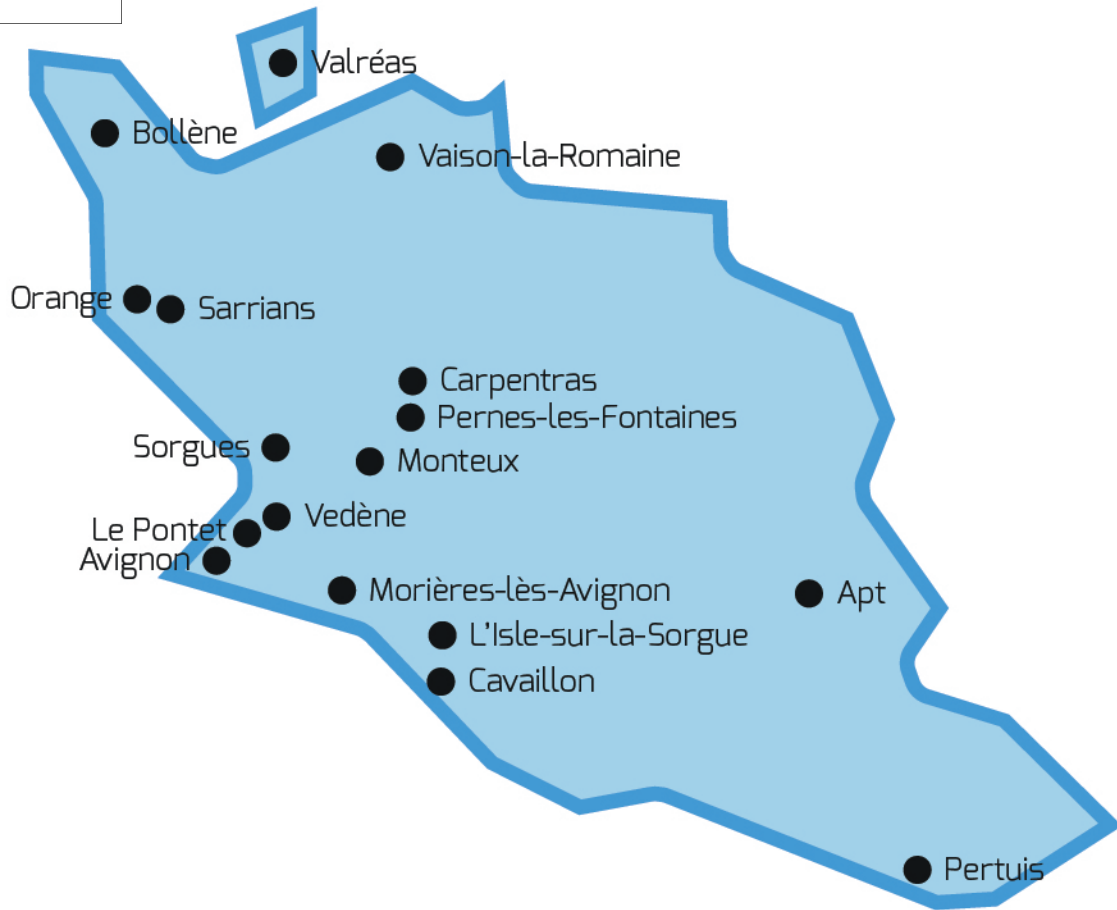 Valréas
Bollène
Vaison-la-Romaine
Orange
Sarrians
Carpentras
Pernes-les-Fontaines
Sorgues
Monteux
Vedène
Le Pontet
Avignon
Morières-lès-Avignon
Apt
L'Isle-sur-la-Sorgue
Cavaillon
Pertuis